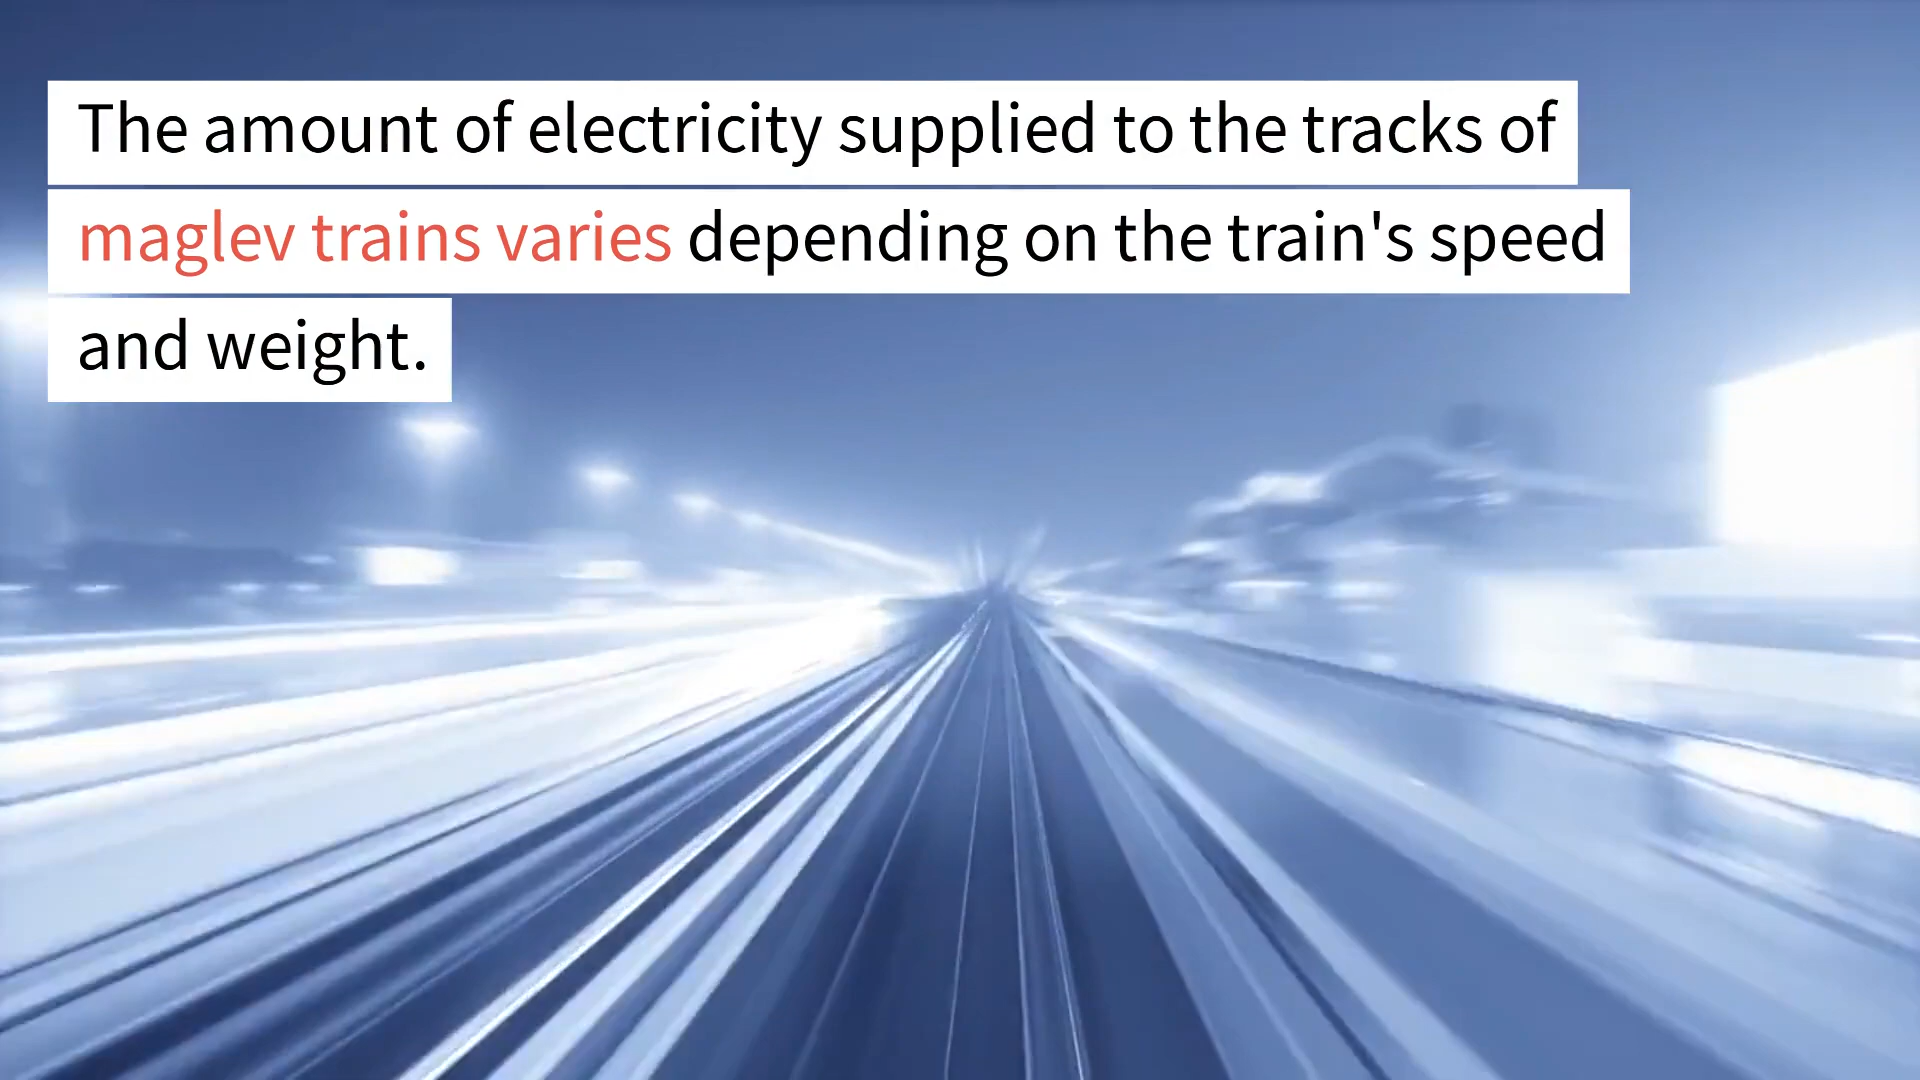 The amount of electricity supplied to the tracks of
maglev trains varies depending on the train's speed
and weight.